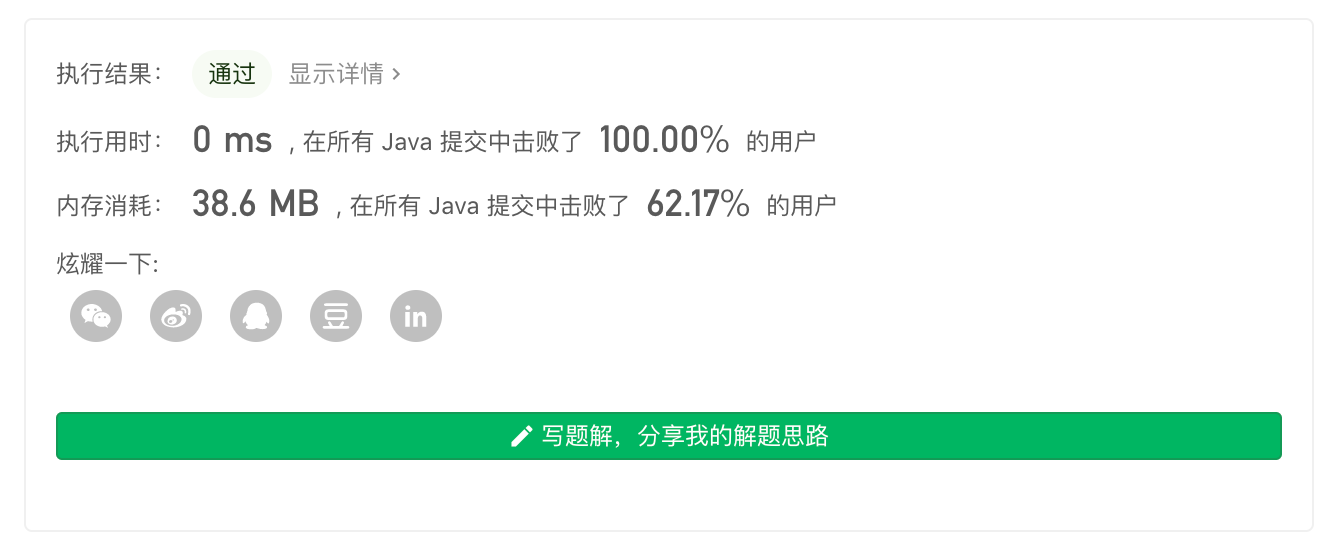 执行结果： 通过 显示详情 ›
执行用时： 0 ms , 在所有 Java 提交中击败了 100.00% 的用户
内存消耗： 38.6 MB , 在所有 Java 提交中击败了 62.17% 的用户
炫耀一下:
豆 in
写题解，分享我的解题思路